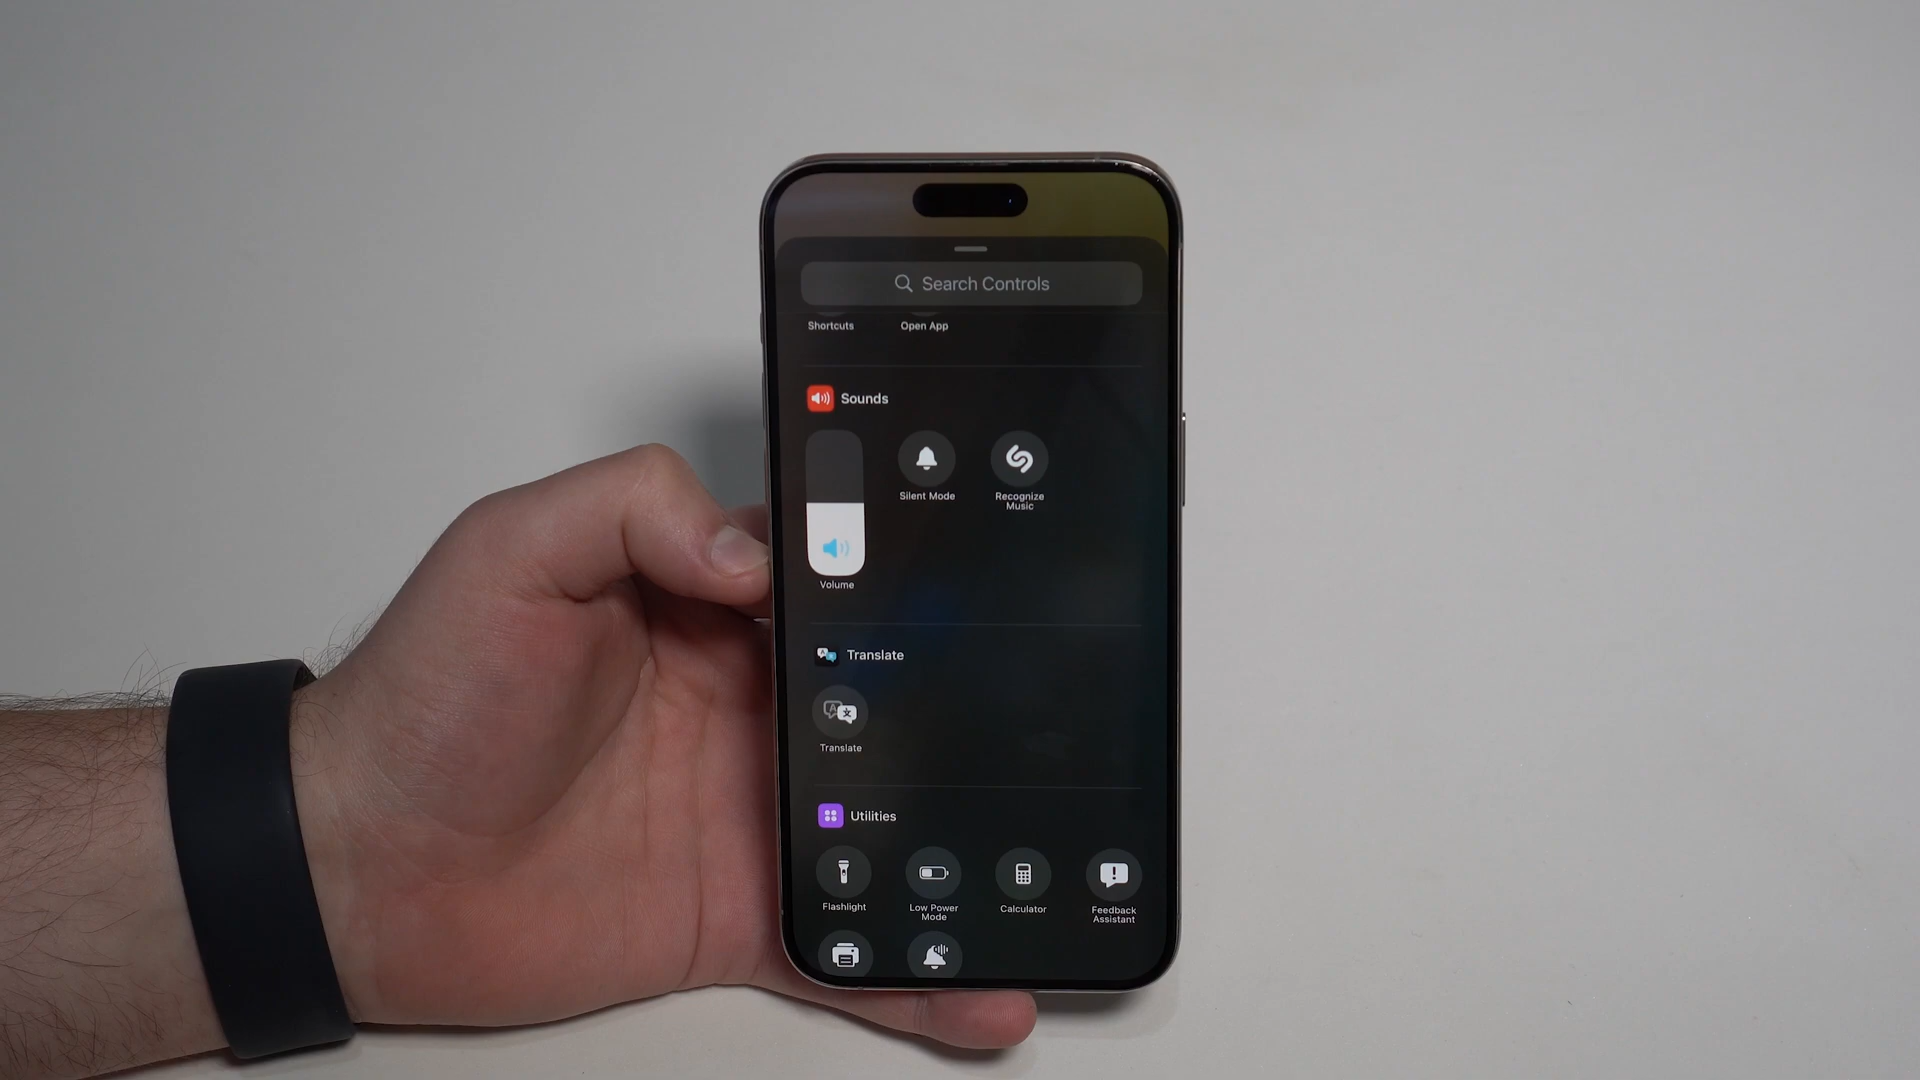 Search Controls
Shortcuts Open App
Sounds
Silent Mode Recognize
Music
Volume
Translate
Translate
Utilities
Flashlight Low Power Calculator Feedback
Mode Assistant